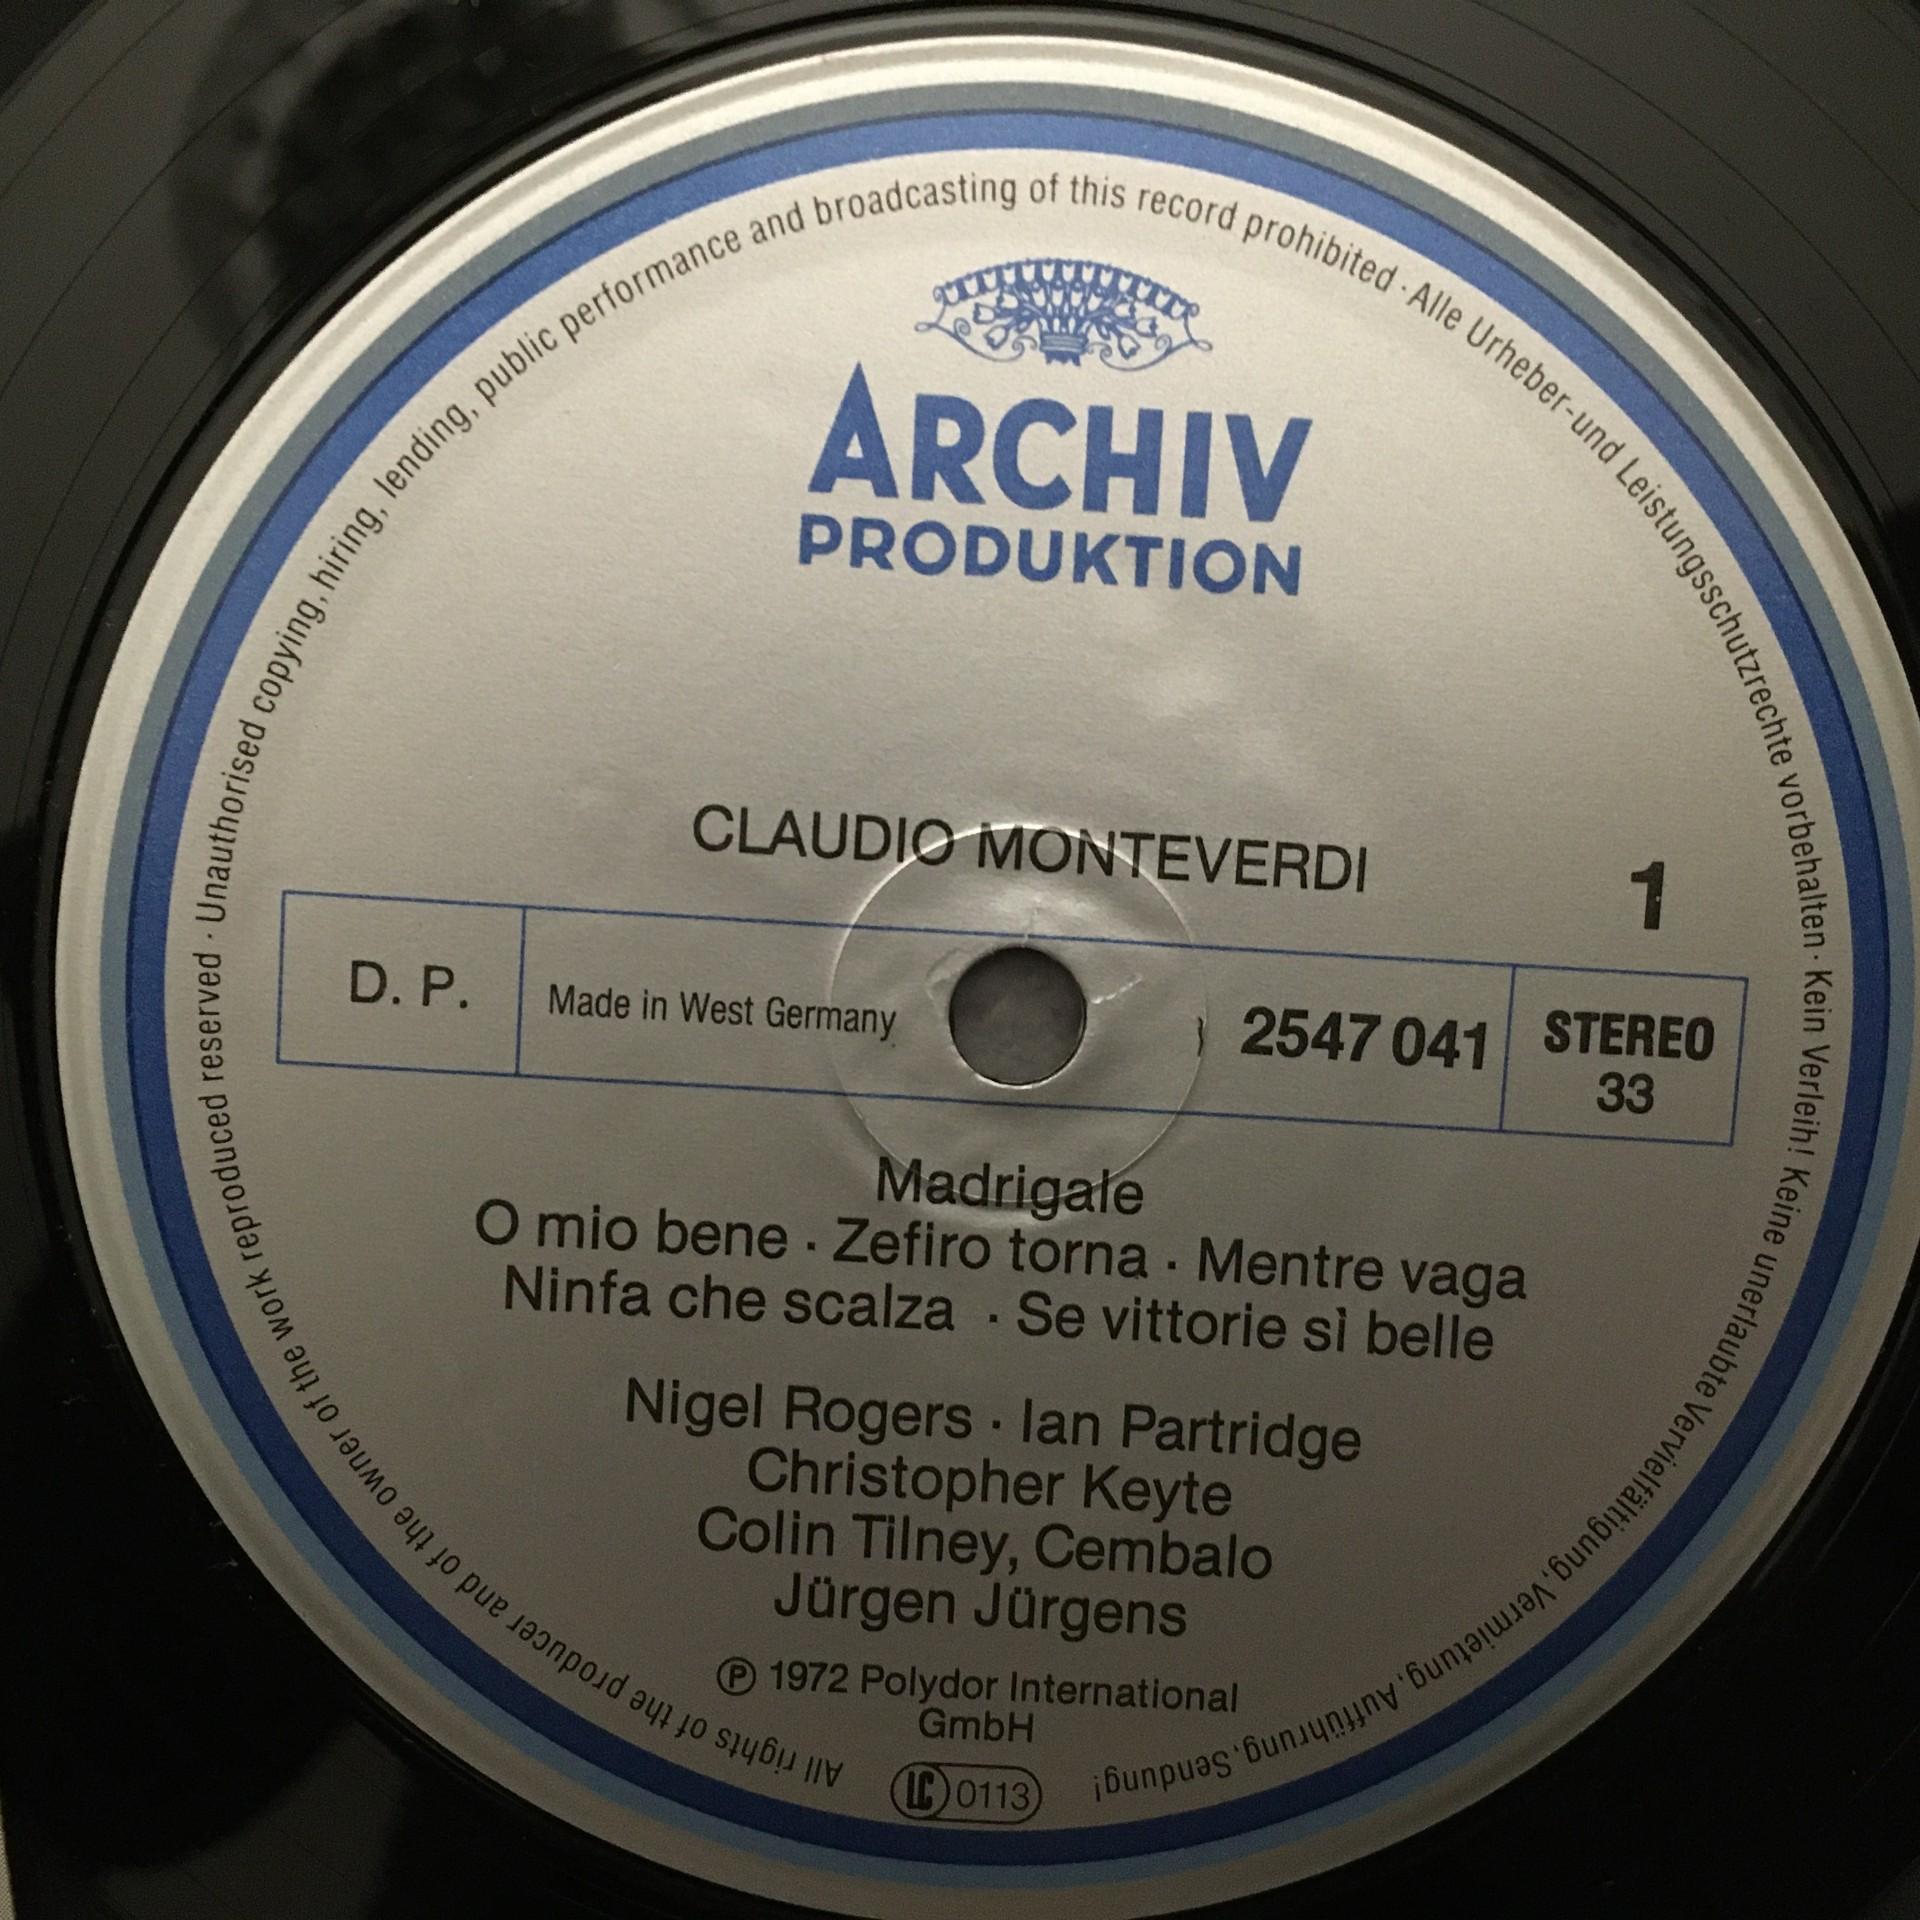 ARCHIV
PRODUKTION
CLAUDIO MONTEVERDI
1
D. P.
Made in West Germany
2547 041
STEREO
33
Madrigale
O mio bene · Zefiro torna · Mentre vaga
Ninfa che scalza · Se vittorie sì belle
Nigel Rogers · Ian Partridge
Christopher Keyte
Colin Tilney, Cembalo
Jürgen Jürgens
Ⓟ 1972 Polydor International
GmbH
LC 0113
All rights of the producer and of the owner of the work reproduced reserved · Unauthorised copying, hiring, lending, public performance and broadcasting of this record prohibited · Alle Urheber-und Leistungsschutzrechte vorbehalten · Kein Verleih! Keine unerlaubte Vervielfältigung, Vermietung, Aufführung, Sendung!